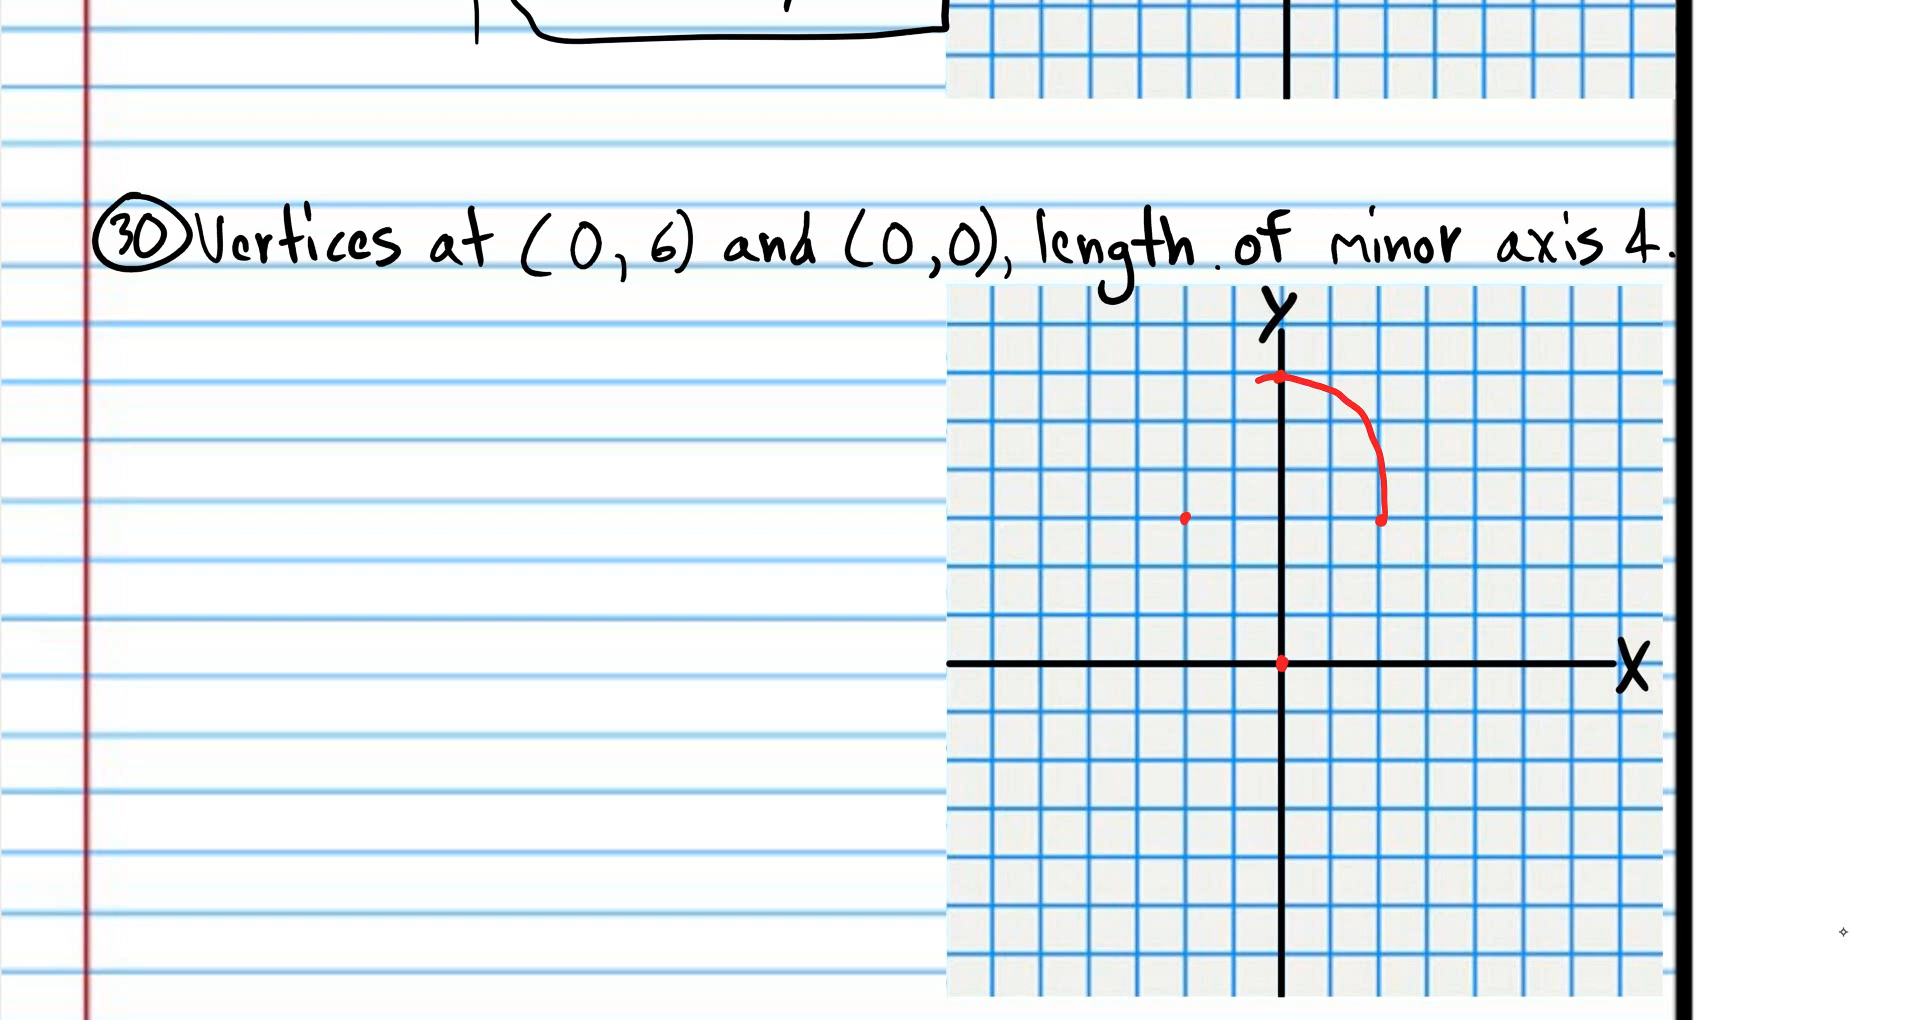 30 Vertices at (0, 6) and (0,0), length of minor axis 4.
Y
X